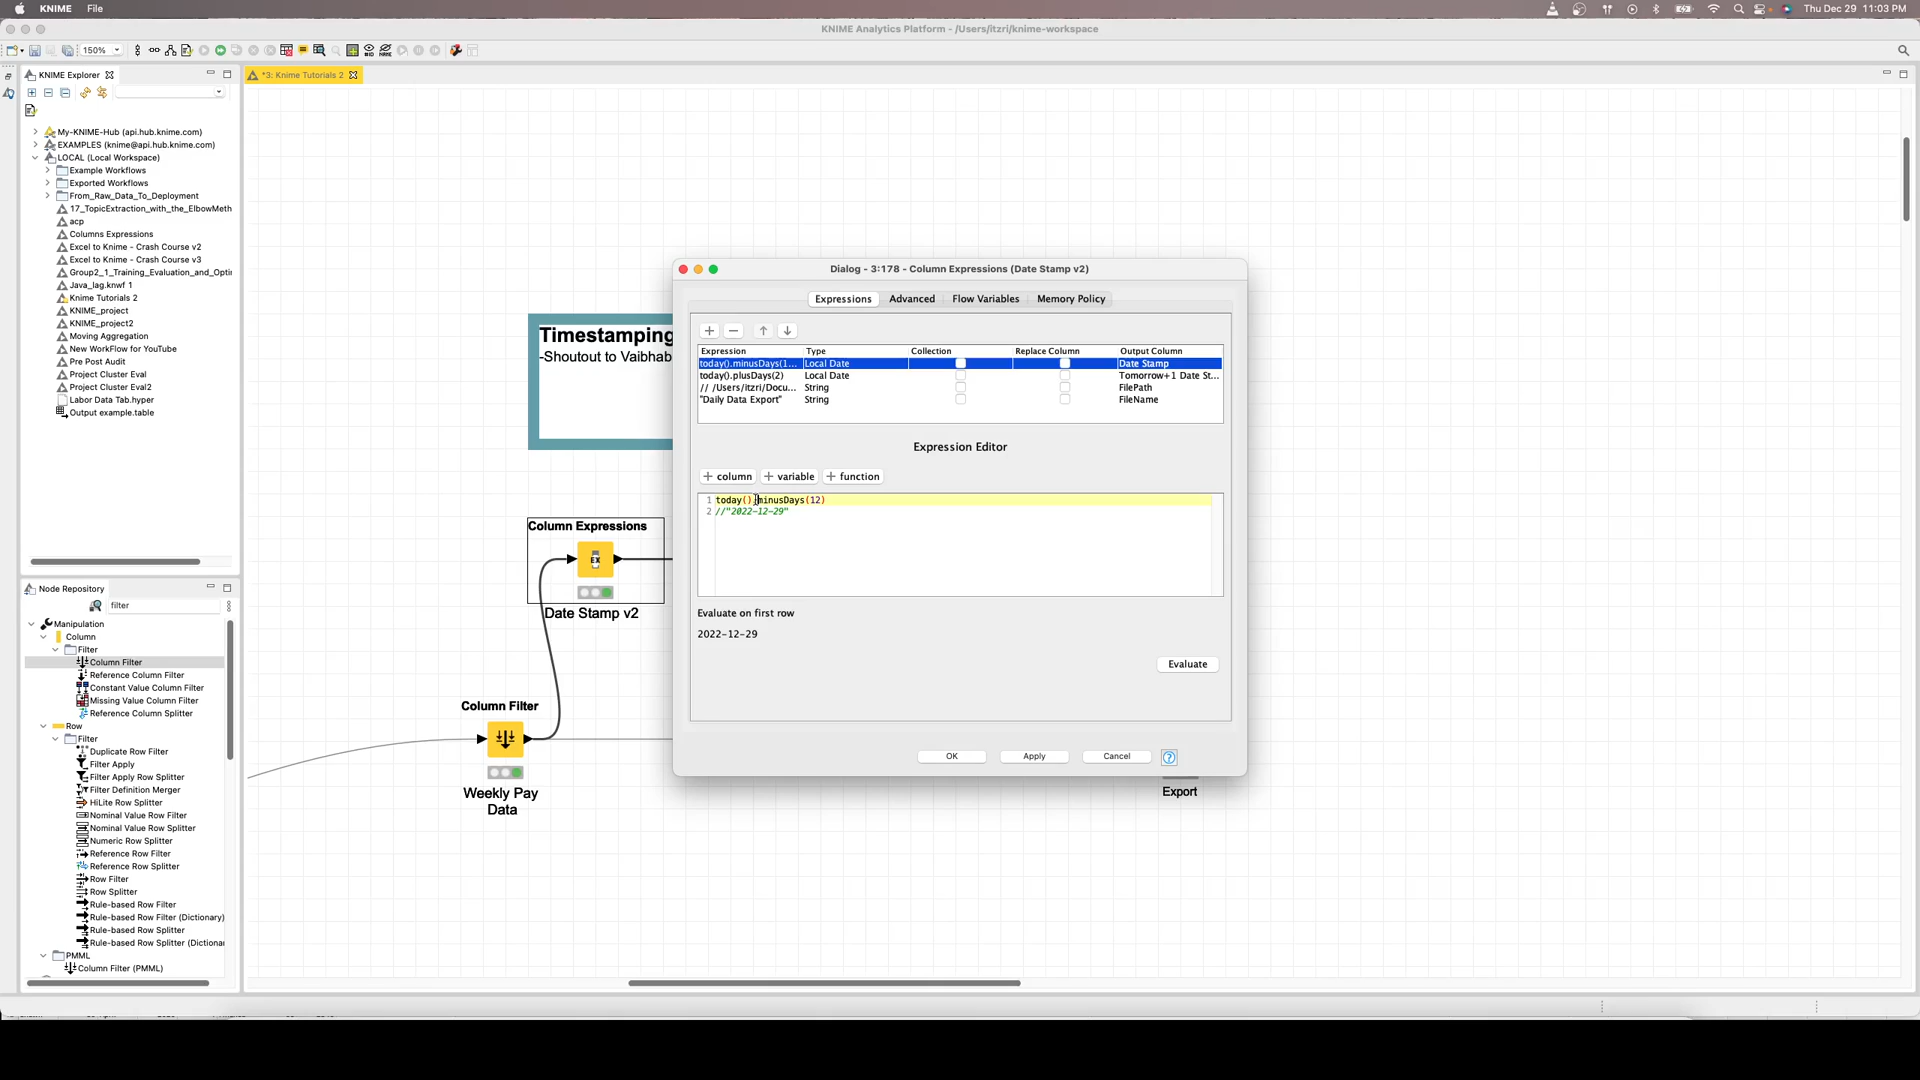 KNIME File
Thu Dec 29 11:03 PM
KNIME Analytics Platform - /Users/itzri/knime-workspace
150%
KNIME Explorer
*3: Knime Tutorials 2
My-KNIME-Hub (api.hub.knime.com)
EXAMPLES (knime@api.hub.knime.com)
LOCAL (Local Workspace)
Example Workflows
Exported Workflows
From_Raw_Data_To_Deployment
17_TopicExtraction_with_the_ElbowMeth
acp
Columns Expressions
Excel to Knime - Crash Course v2
Excel to Knime - Crash Course v3
Group2_1_Training_Evaluation_and_Opti
Java_lag.knwf 1
Knime Tutorials 2
KNIME_project
KNIME_project2
Moving Aggregation
New WorkFlow for YouTube
Pre Post Audit
Project Cluster Eval
Project Cluster Eval2
Labor Data Tab.hyper
Output example.table
Node Repository
filter
Manipulation
Column
Filter
Column Filter
Reference Column Filter
Constant Value Column Filter
Missing Value Column Filter
Reference Column Splitter
Row
Filter
Duplicate Row Filter
Filter Apply
Filter Apply Row Splitter
Filter Definition Merger
HiLite Row Splitter
Nominal Value Row Filter
Nominal Value Row Splitter
Numeric Row Splitter
Reference Row Filter
Reference Row Splitter
Row Filter
Row Splitter
Rule-based Row Filter
Rule-based Row Filter (Dictionary)
Rule-based Row Splitter
Rule-based Row Splitter (Dictionar
PMML
Column Filter (PMML)
Timestamping
-Shoutout to Vaibhab
Column Expressions
EX
Date Stamp v2
Column Filter
Weekly Pay
Data
Export
Dialog - 3:178 - Column Expressions (Date Stamp v2)
Expressions Advanced Flow Variables Memory Policy
Expression Type Collection Replace Column Output Column
today().minusDays(1... Local Date Date Stamp
today().plusDays(2) Local Date Tomorrow+1 Date St...
// /Users/itzri/Docu... String FilePath
"Daily Data Export" String FileName
Expression Editor
+ column + variable + function
1 today().minusDays(12)
2 //"2022-12-29"
Evaluate on first row
2022-12-29
Evaluate
OK Apply Cancel ?